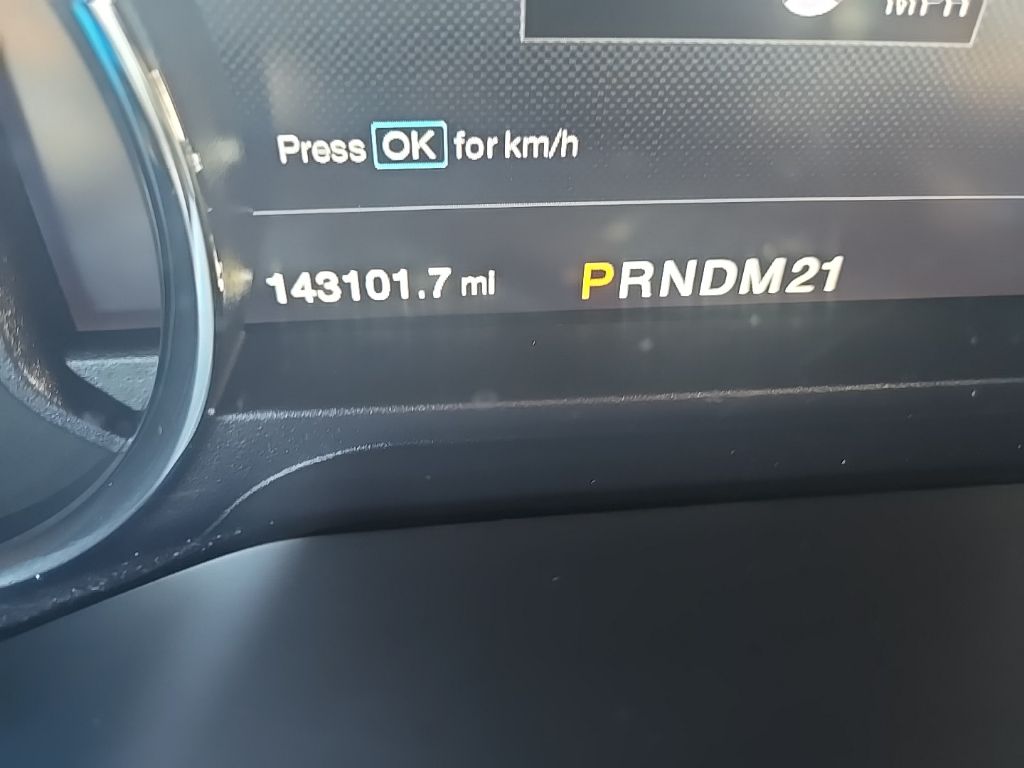 MPH
Press OK for km/h
143101.7 mi PRNDM21